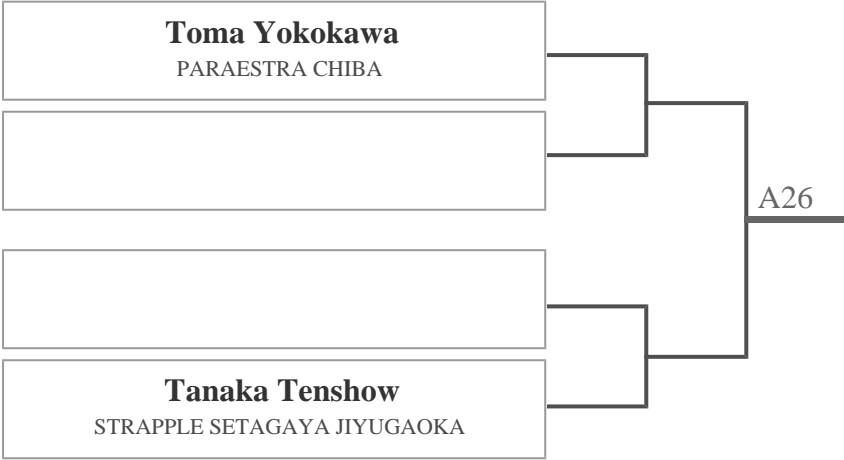 Toma Yokokawa
PARAESTRA CHIBA
A26
Tanaka Tenshow
STRAPPLE SETAGAYA JIYUGAOKA